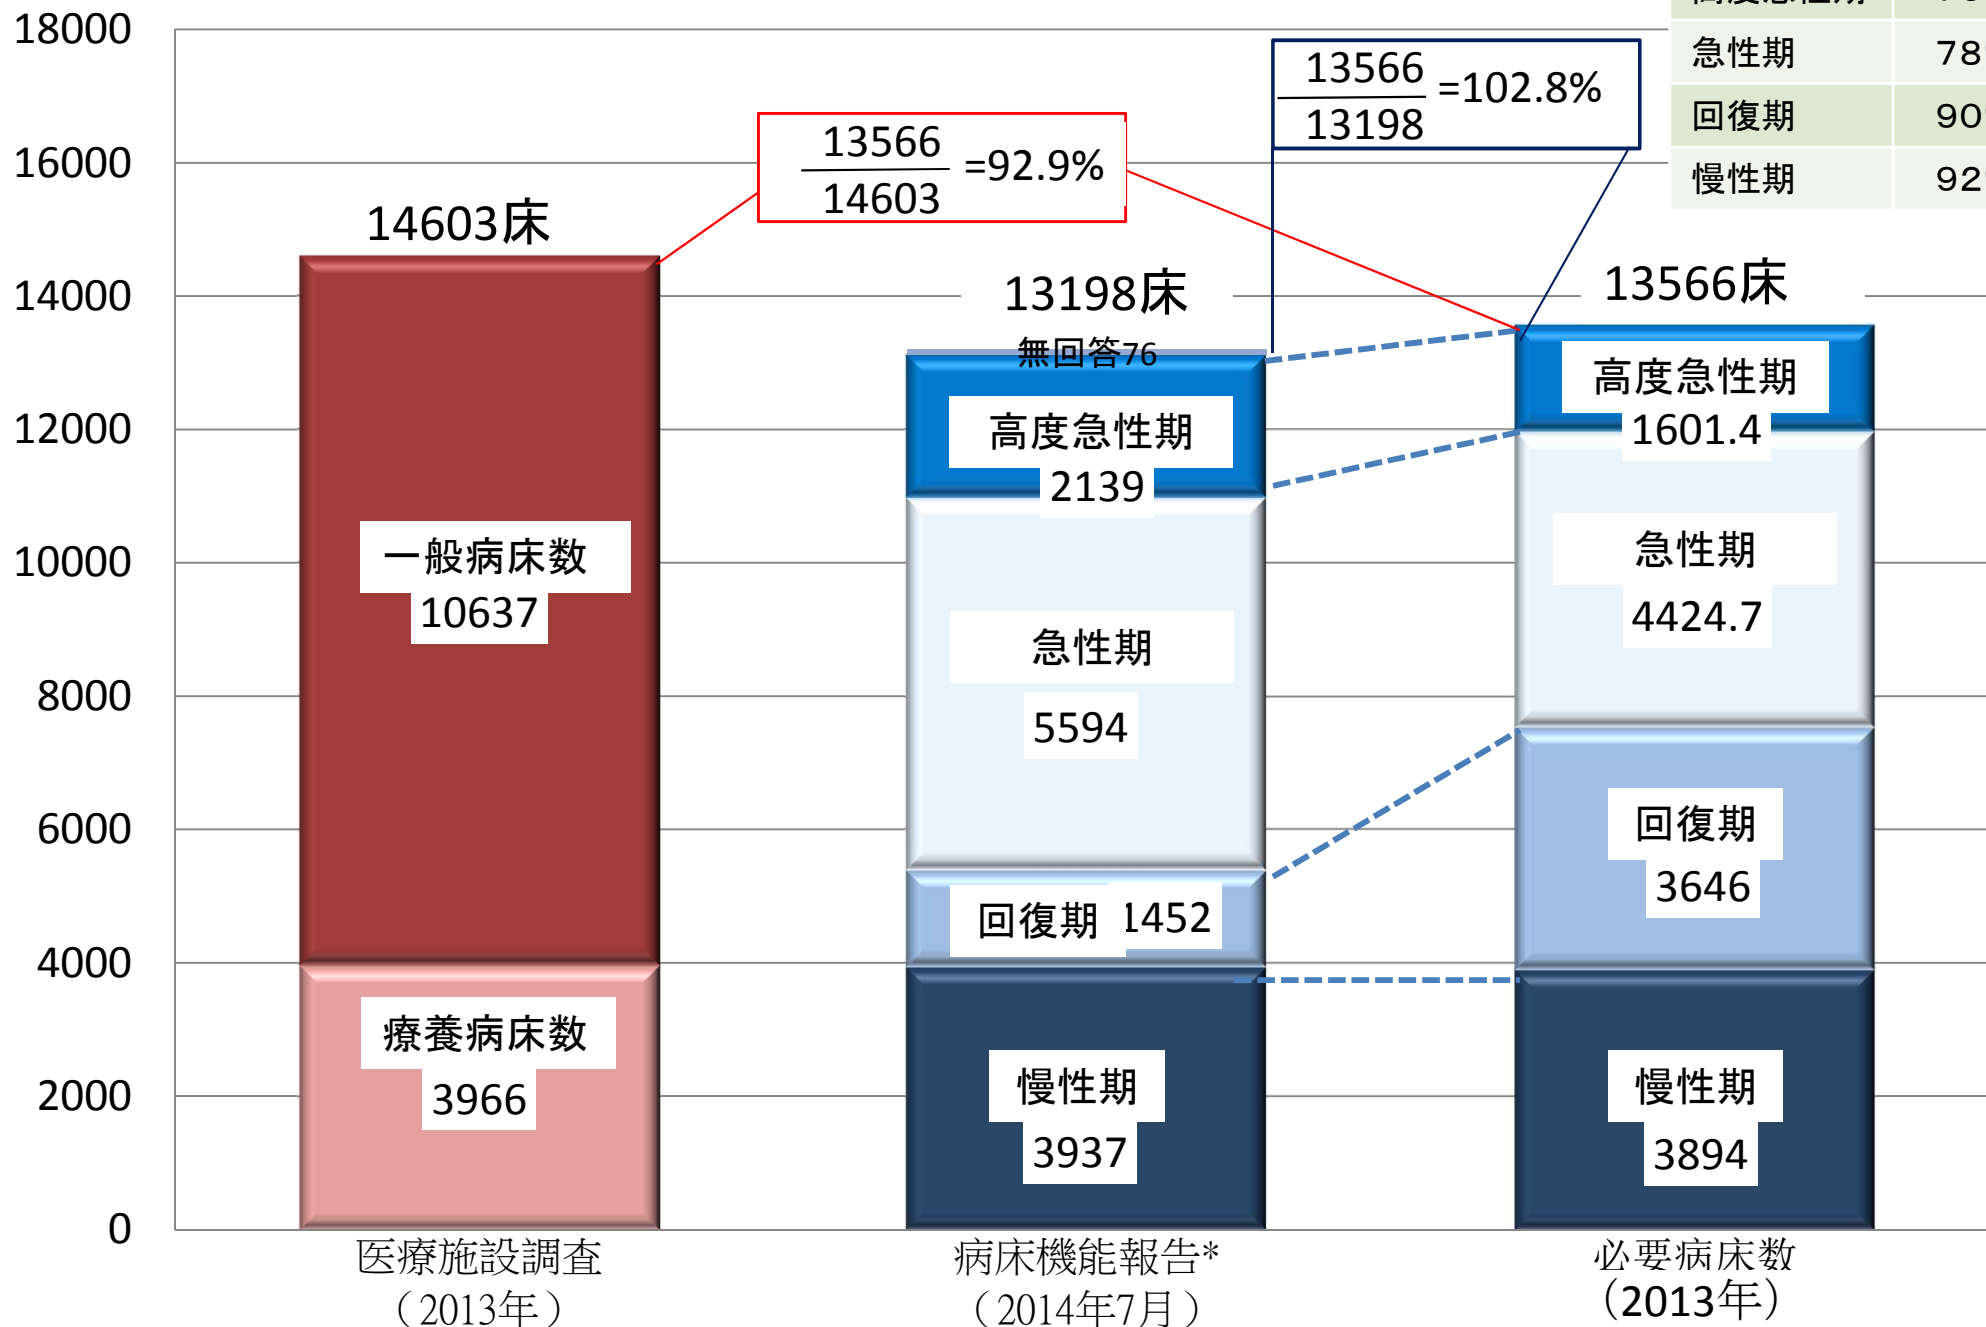 18000
16000
14000
12000
10000
8000
6000
4000
2000
0
急性期 78
回復期 90
慢性期 92
13566
13198
=102.8%
13566
14603
=92.9%
14603床
13198床
13566床
無回答76
一般病床数
10637
療養病床数
3966
高度急性期
2139
急性期
5594
回復期 1452
慢性期
3937
高度急性期
1601.4
急性期
4424.7
回復期
3646
慢性期
3894
医療施設調査
（2013年）
病床機能報告*
（2014年7月）
必要病床数
（2013年）